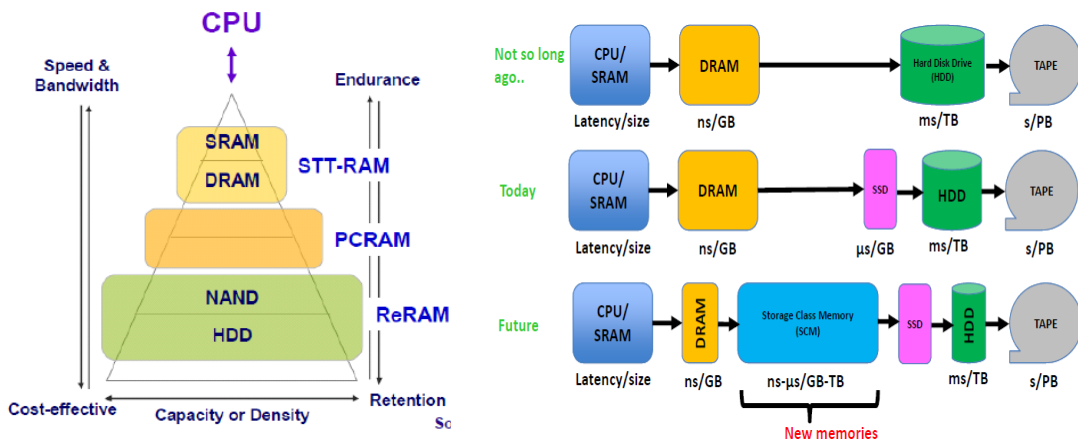 CPU
Speed &
Bandwidth
Endurance
SRAM
STT-RAM
DRAM
PCRAM
NAND
ReRAM
HDD
Cost-effective
Capacity or Density
Retention
So
Not so long
ago..
CPU/
SRAM
DRAM
Hard Disk Drive
(HDD)
TAPE
Latency/size
ns/GB
ms/TB
s/PB
Today
CPU/
SRAM
DRAM
SSD
HDD
TAPE
Latency/size
ns/GB
µs/GB
ms/TB
s/PB
Future
CPU/
SRAM
DRAM
Storage Class Memory
(SCM)
SSD
HDD
TAPE
Latency/size
ns/GB
ns-µs/GB-TB
ms/TB
s/PB
New memories